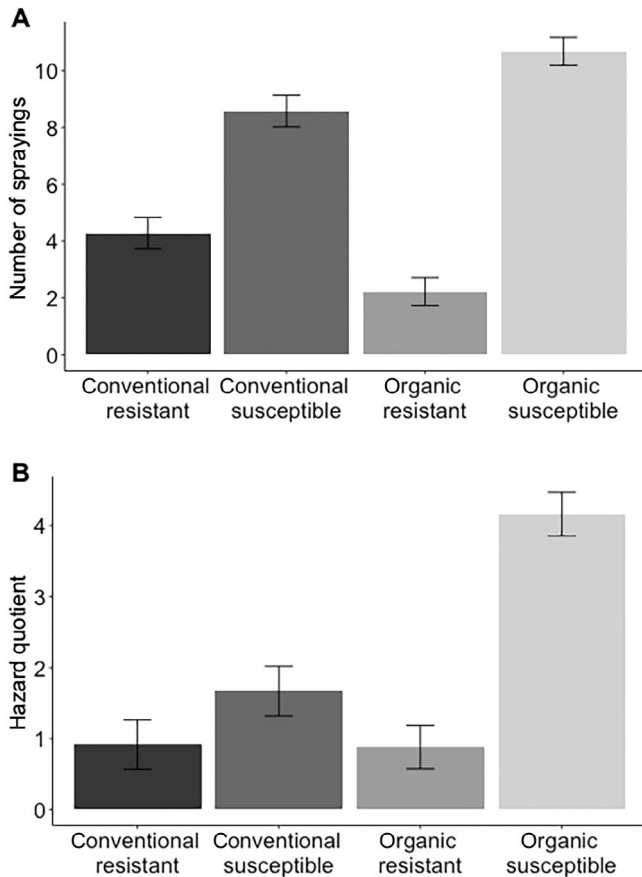 A
Number of sprayings
10
8
6
4
2
0
Conventional resistant
Conventional susceptible
Organic resistant
Organic susceptible
B
Hazard quotient
4
3
2
1
0
Conventional resistant
Conventional susceptible
Organic resistant
Organic susceptible